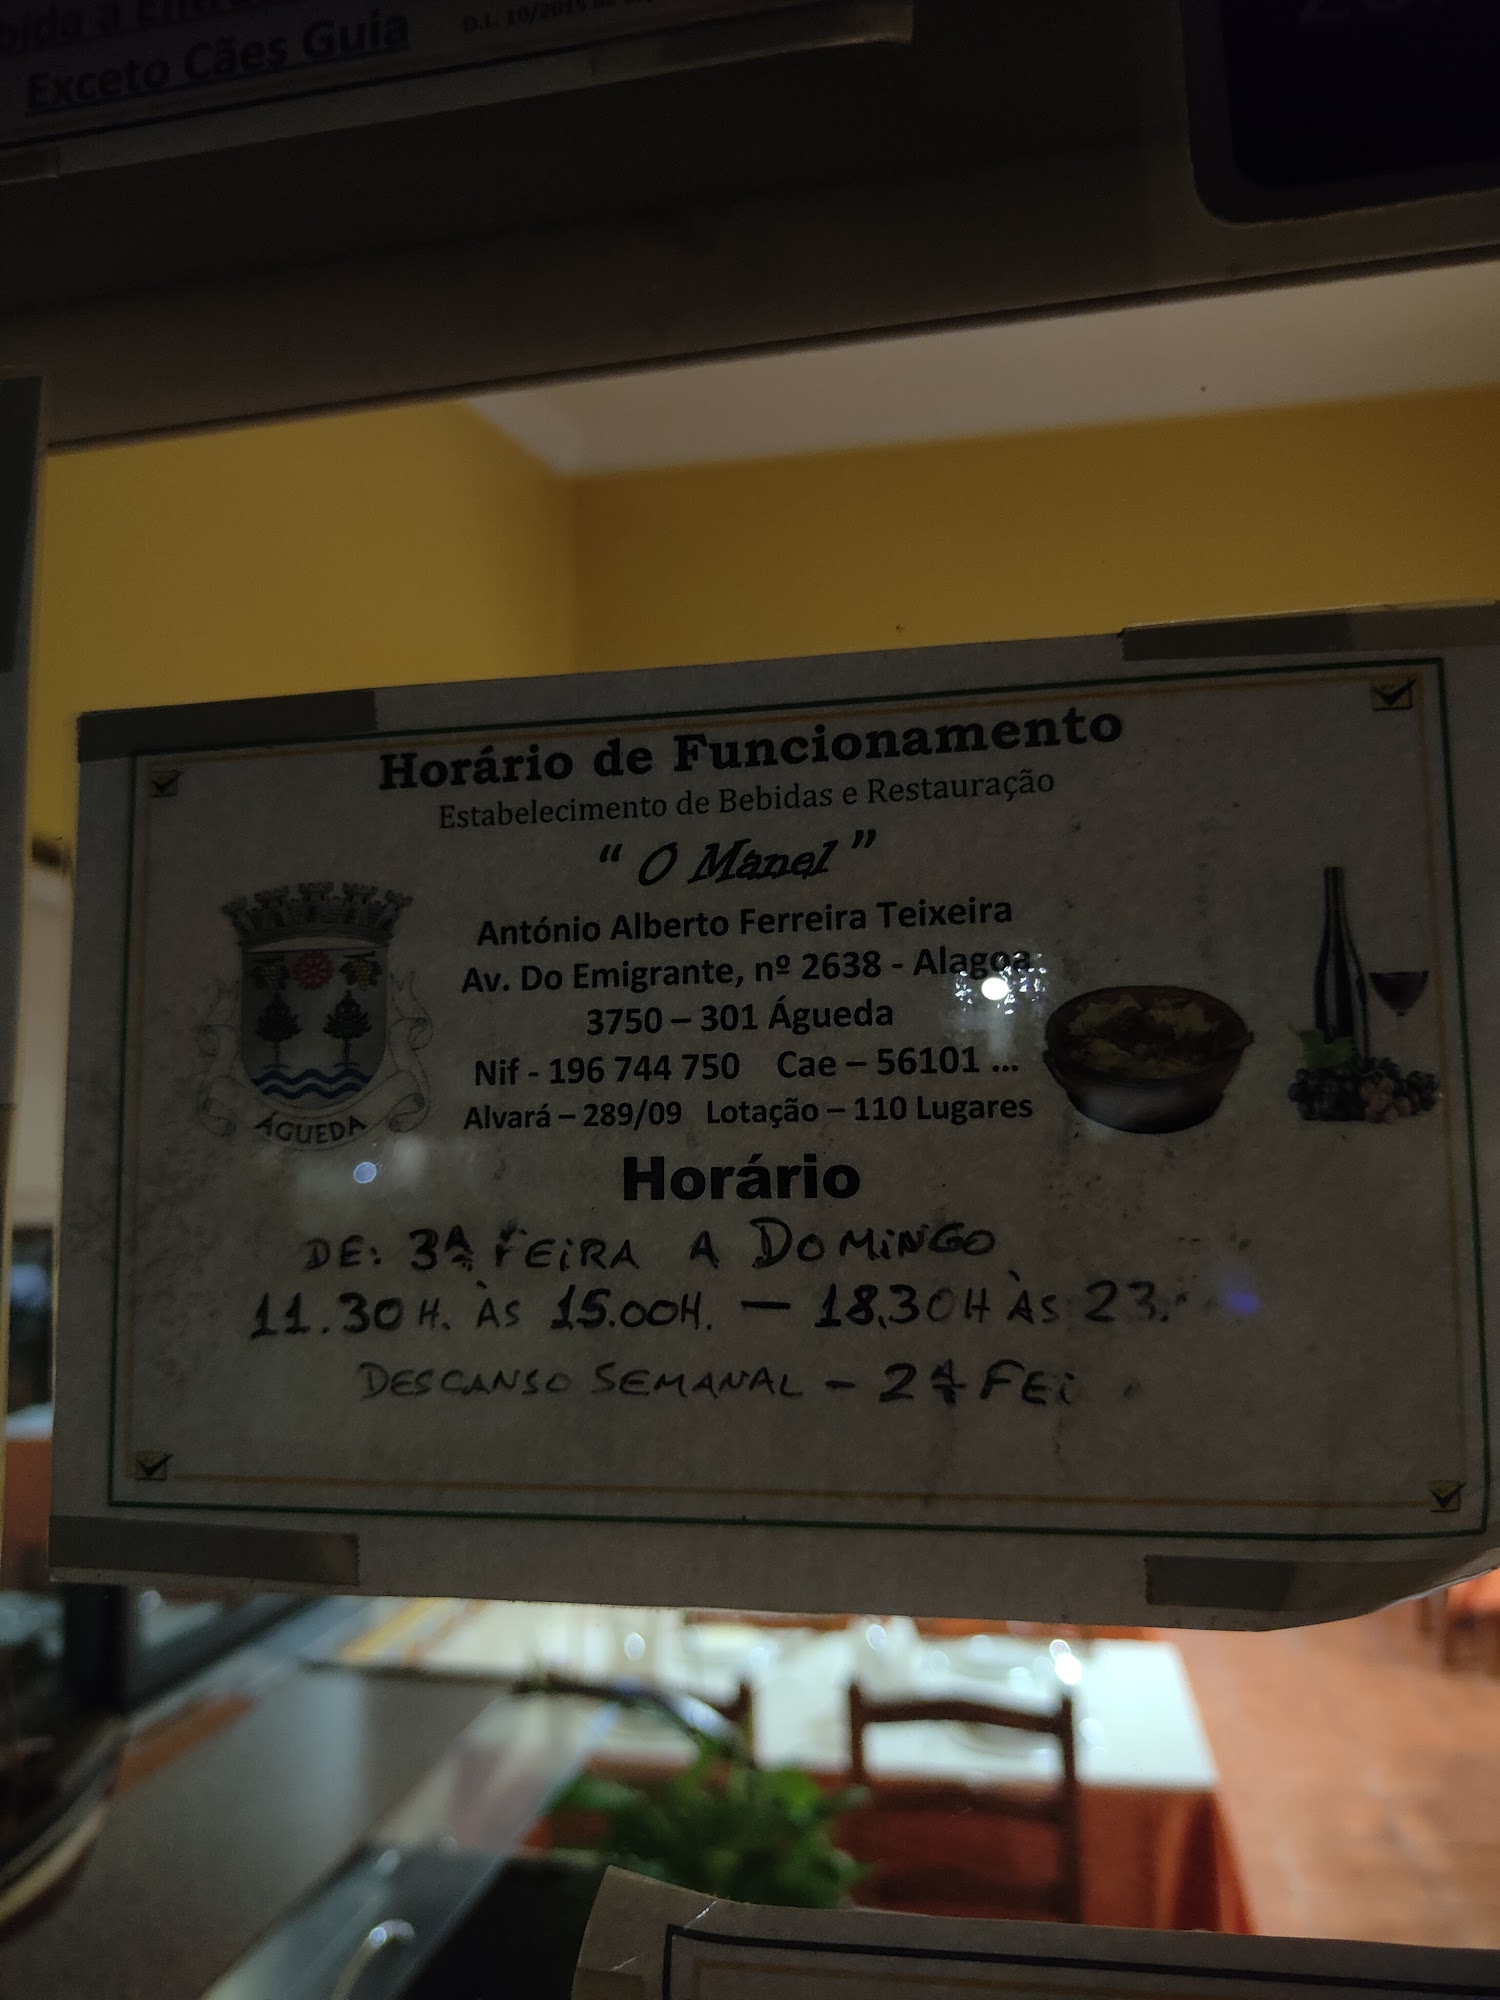 Exceto Cães Guia
Horário de Funcionamento
Estabelecimento de Bebidas e Restauração
“ O Manel ”
António Alberto Ferreira Teixeira
Av. Do Emigrante, nº 2638 - Alagoa
3750 – 301 Águeda
Nif - 196 744 750 Cae – 56101 ...
Alvará – 289/09 Lotação – 110 Lugares
ÁGUEDA
Horário
DE: 3ª FEiRA A DOMiNGO
11.30H. ÀS 15.00H. — 18.30H ÀS 23.
DESCANSO SEMANAL - 2ª FEi